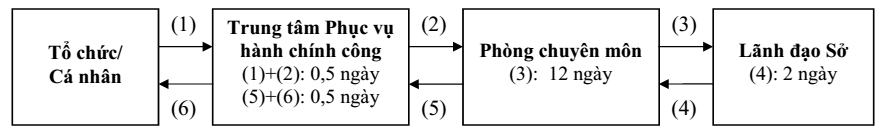 Tổ chức/
Cá nhân
(1)
(6)
Trung tâm Phục vụ
hành chính công
(1)+(2): 0,5 ngày
(5)+(6): 0,5 ngày
(2)
(5)
Phòng chuyên môn
(3): 12 ngày
(3)
(4)
Lãnh đạo Sở
(4): 2 ngày